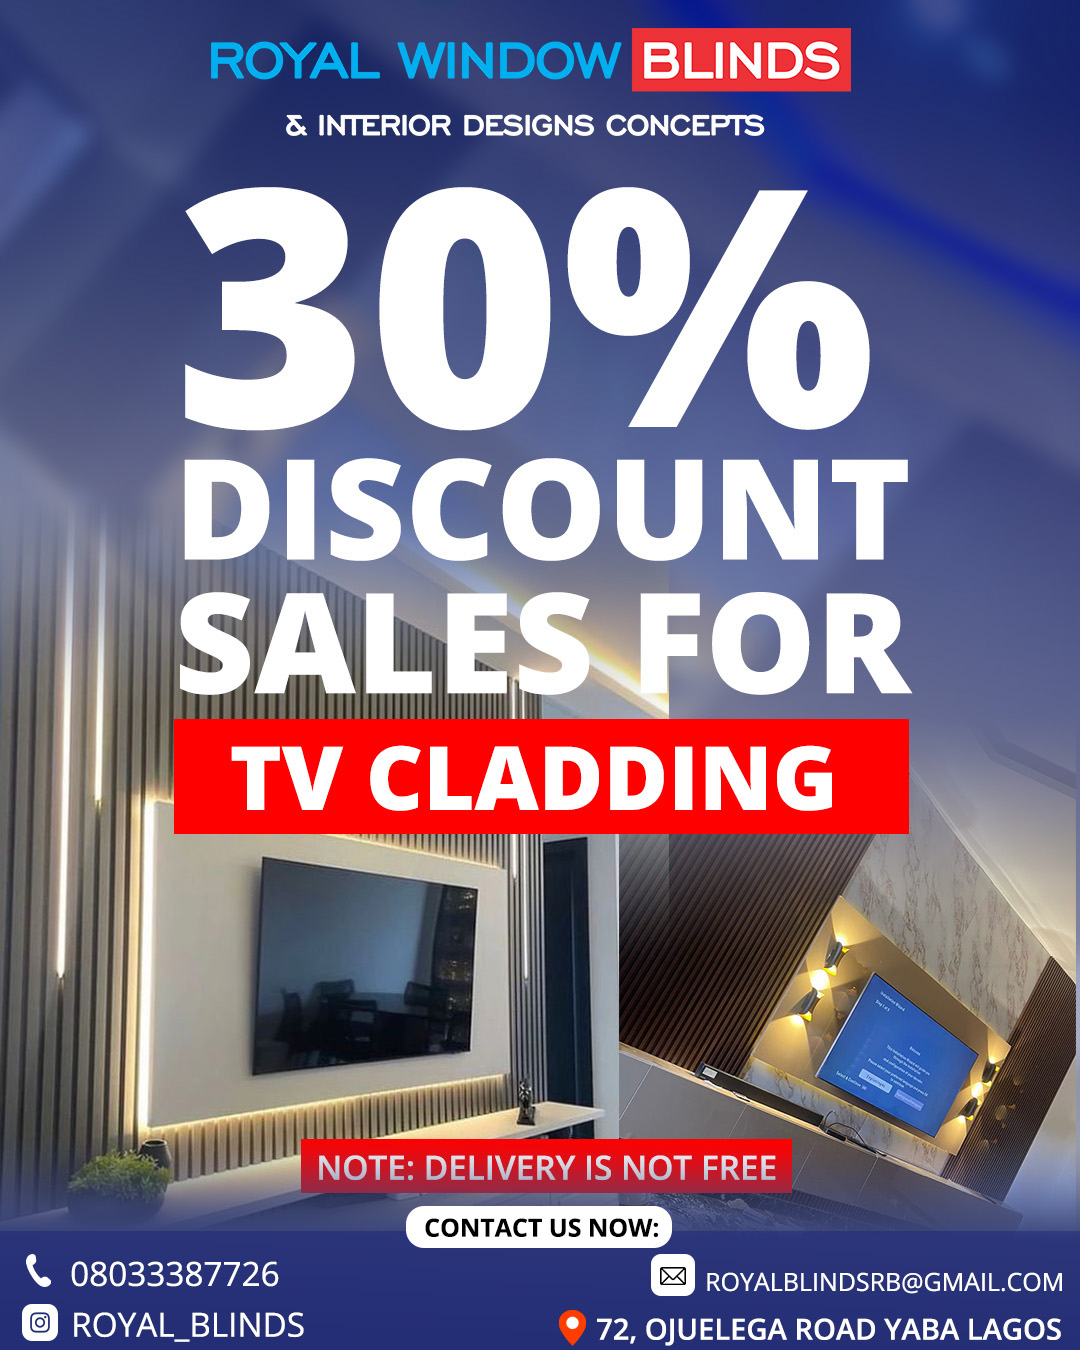 ROYAL WINDOW BLINDS
& INTERIOR DESIGNS CONCEPTS
30%
DISCOUNT
SALES FOR
TV CLADDING
NOTE: DELIVERY IS NOT FREE
CONTACT US NOW:
08033387726
ROYALBLINDSRB@GMAIL.COM
ROYAL_BLINDS
72, OJUELEGA ROAD YABA LAGOS